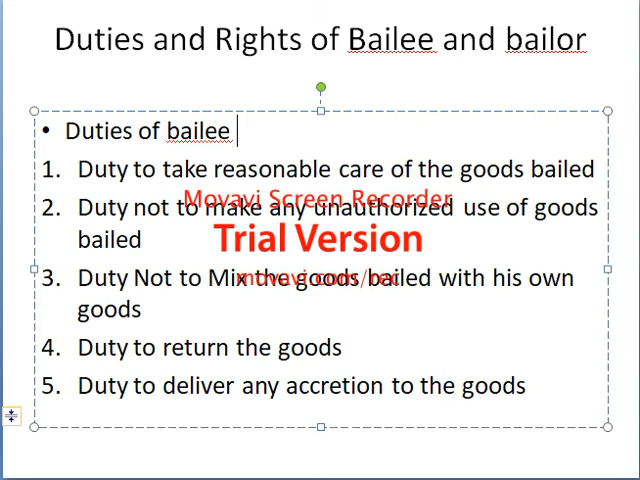 Duties and Rights of Bailee and bailor
• Duties of bailee
1. Duty to take reasonable care of the goods bailed
Movavi Screen Recorder
2. Duty not to make any unauthorized use of goods
bailed
Trial Version
3. Duty Not to Mix the goods bailed with his own
movavi.com/rec
goods
4. Duty to return the goods
5. Duty to deliver any accretion to the goods